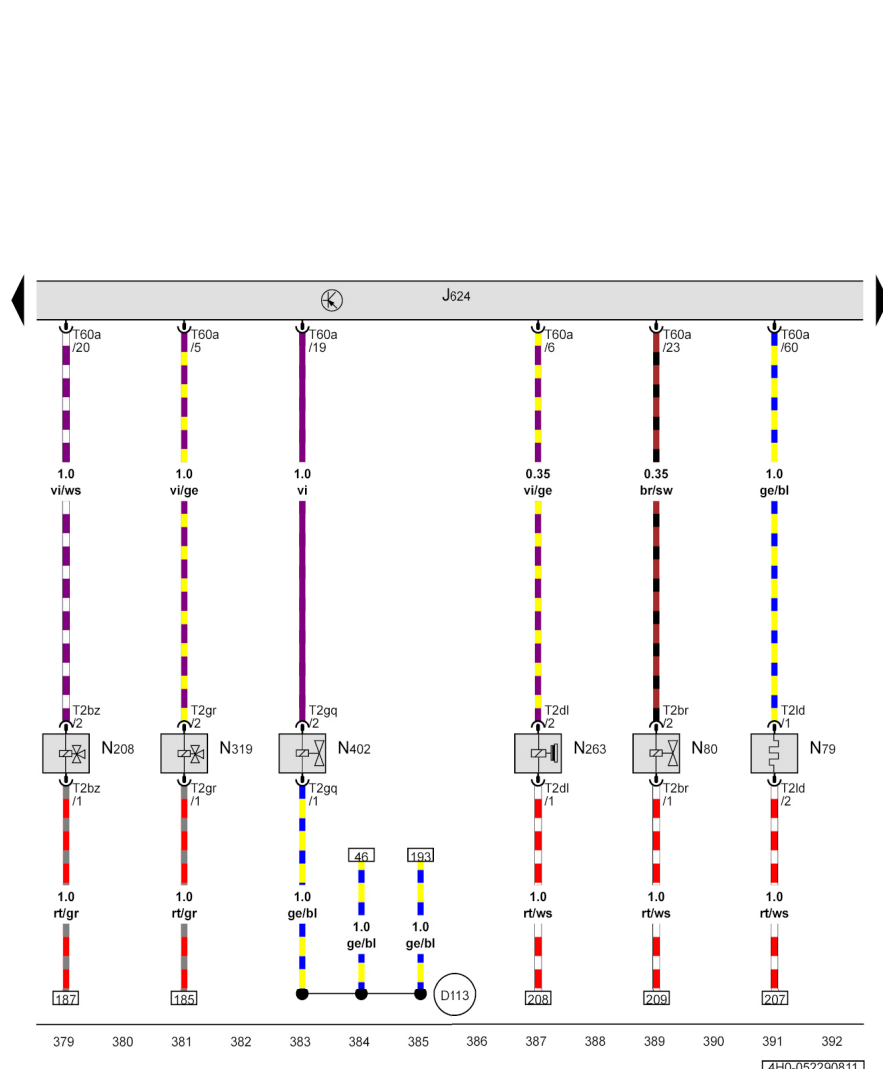 J624
T60a T60a T60a T60a T60a T60a
/20 /5 /19 /6 /23 /60
1.0 1.0 1.0 0.35 0.35 1.0
vi/ws vi/ge vi vi/ge br/sw ge/bl
T2bz T2gr T2gq T2dl T2br T2ld
/2 /2 /2 /2 /2 /1
N208 N319 N402 N263 N80 N79
T2bz T2gr T2gq T2dl T2br T2ld
/1 /1 /1 /1 /1 /2
46 193
1.0 1.0 1.0 1.0 1.0 1.0
rt/gr rt/gr ge/bl rt/ws rt/ws rt/ws
1.0 1.0
ge/bl ge/bl
187 185 D113 208 209 207
379 380 381 382 383 384 385 386 387 388 389 390 391 392
4H0-052290811